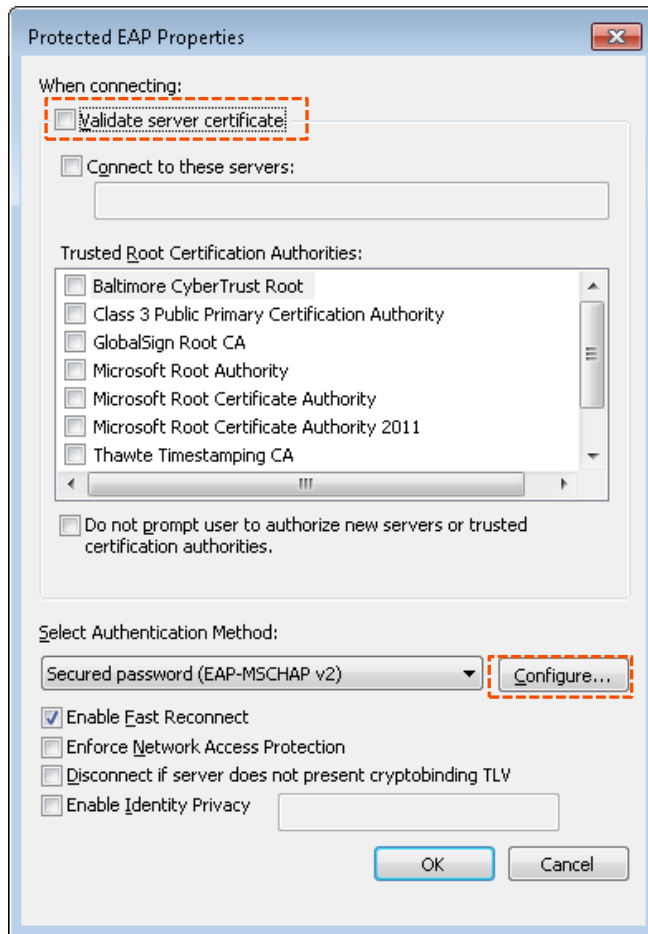 Protected EAP Properties
When connecting:
Validate server certificate
Connect to these servers:
Trusted Root Certification Authorities:
Baltimore CyberTrust Root
Class 3 Public Primary Certification Authority
GlobalSign Root CA
Microsoft Root Authority
Microsoft Root Certificate Authority
Microsoft Root Certificate Authority 2011
Thawte Timestamping CA
Do not prompt user to authorize new servers or trusted
certification authorities.
Select Authentication Method:
Secured password (EAP-MSCHAP v2)
Configure...
Enable Fast Reconnect
Enforce Network Access Protection
Disconnect if server does not present cryptobinding TLV
Enable Identity Privacy
OK
Cancel